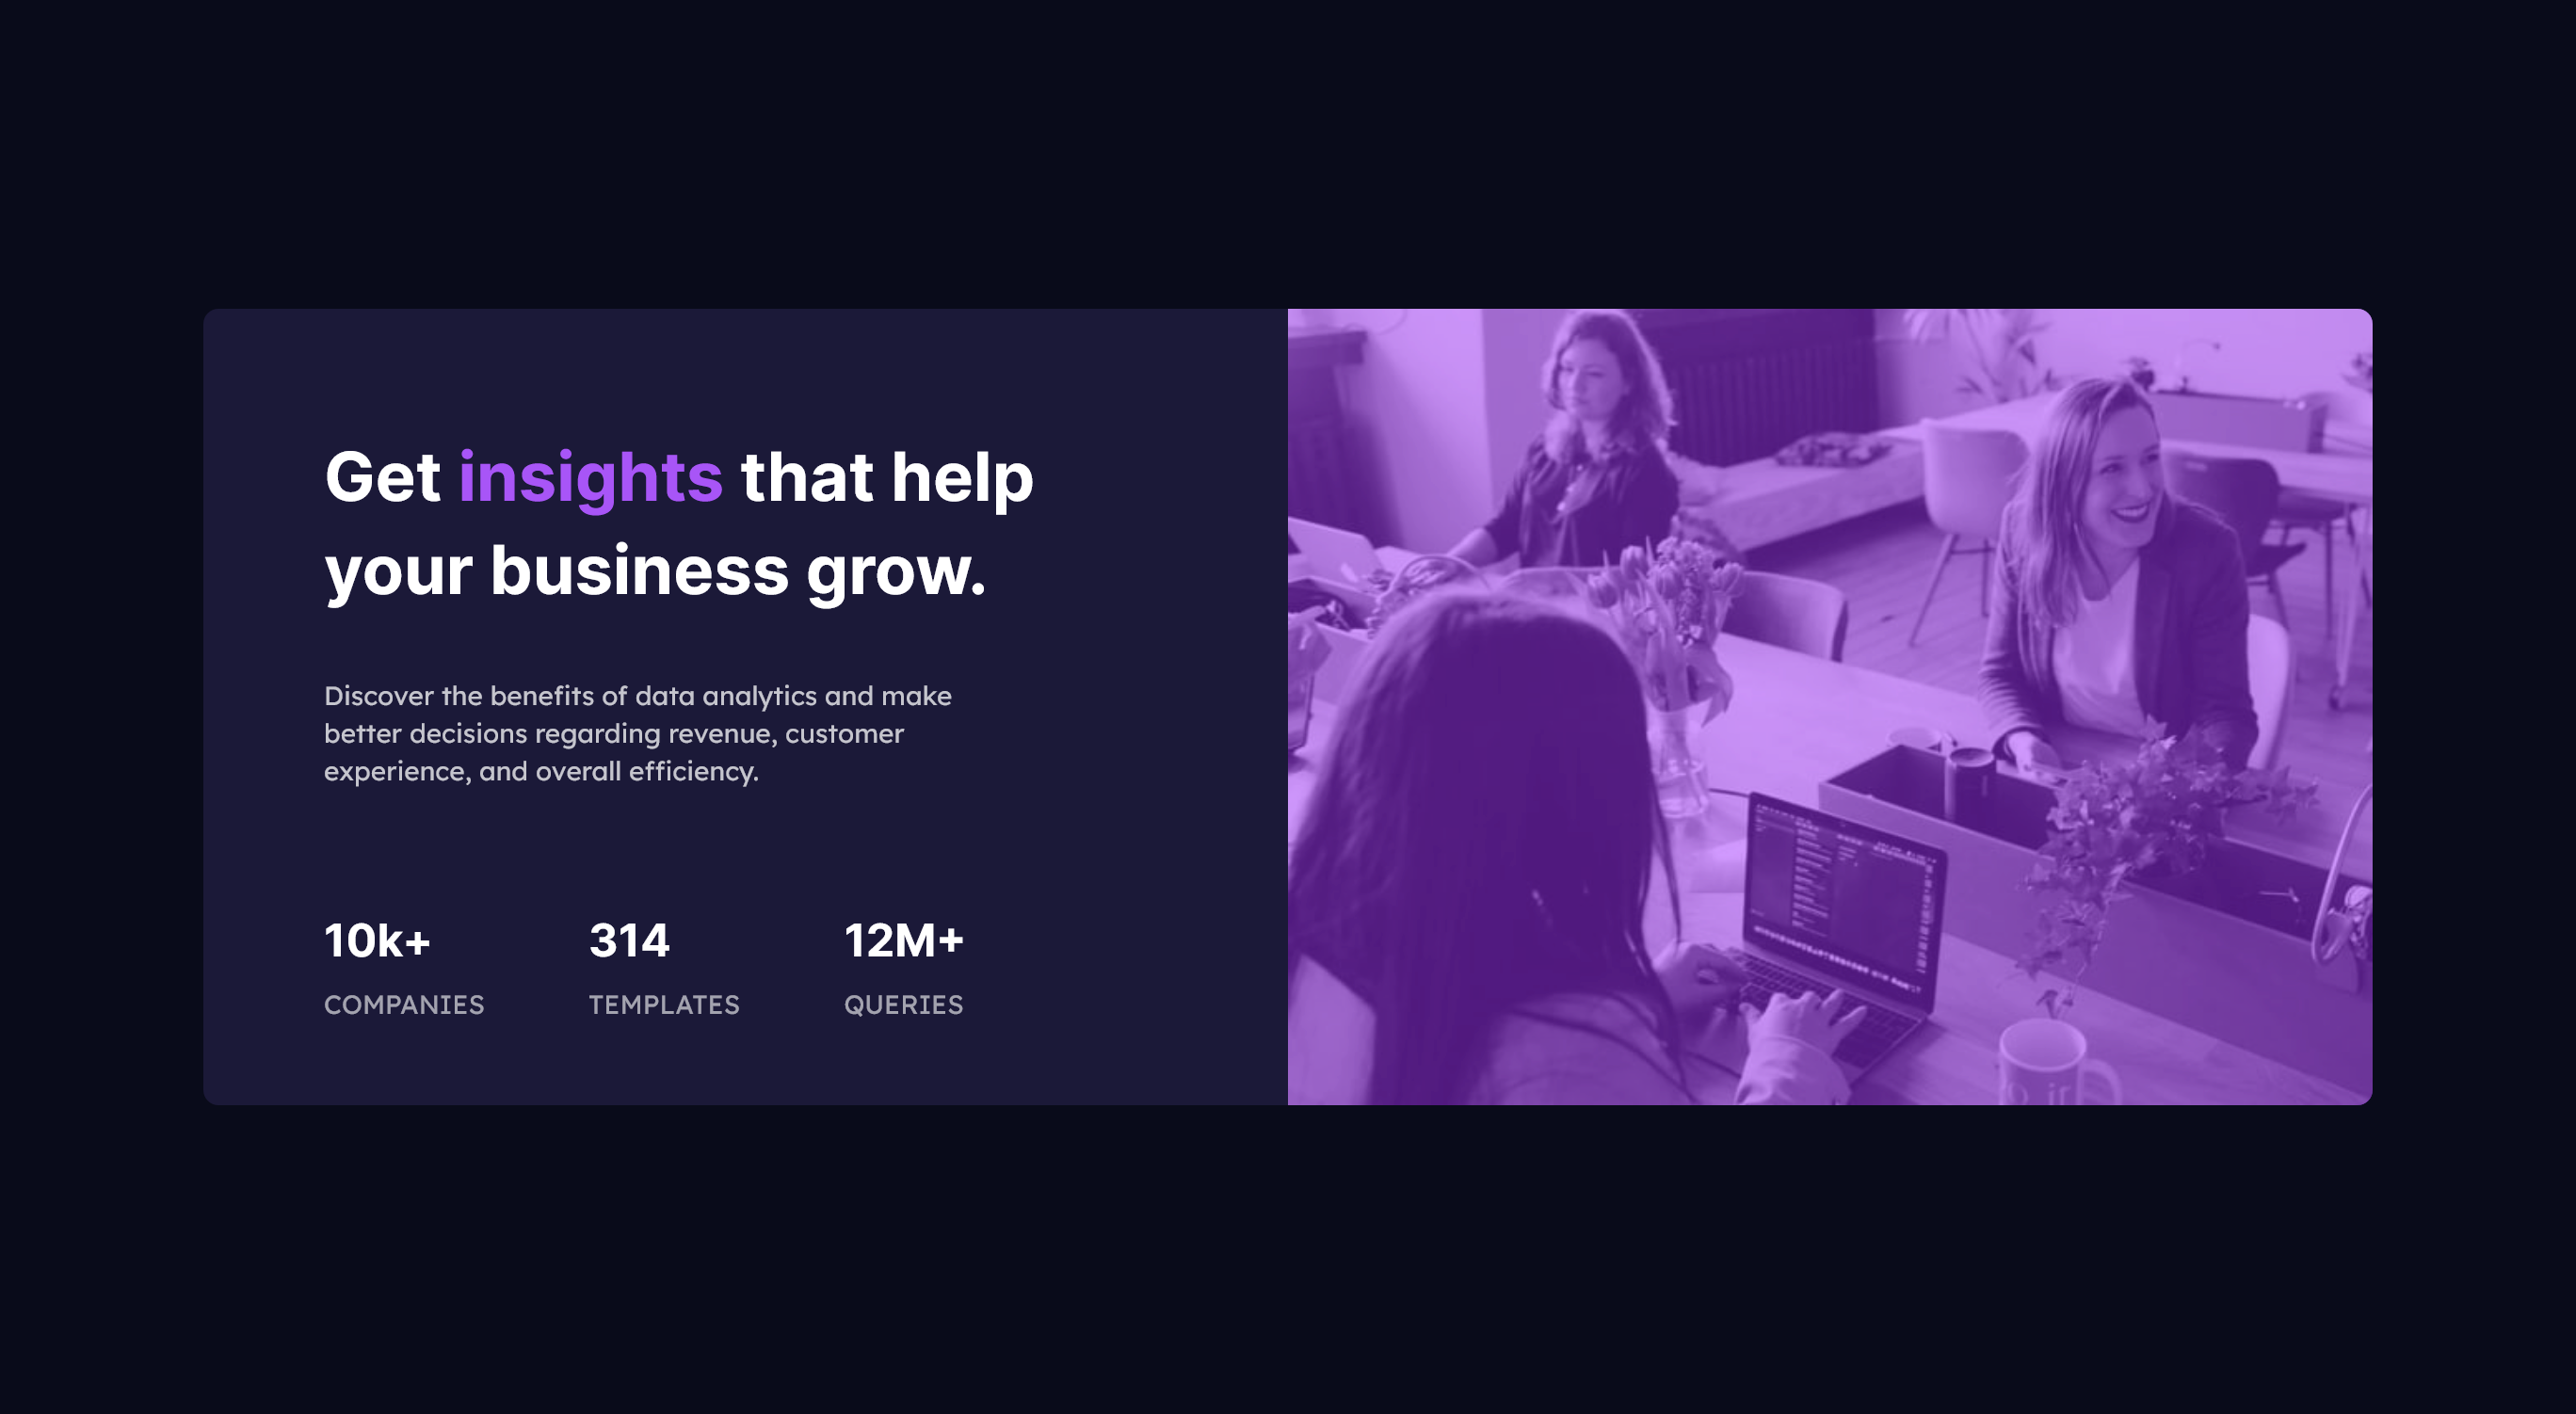 Get insights that help
your business grow.
Discover the benefits of data analytics and make
better decisions regarding revenue, customer
experience, and overall efficiency.
10k+ 314 12M+
COMPANIES TEMPLATES QUERIES